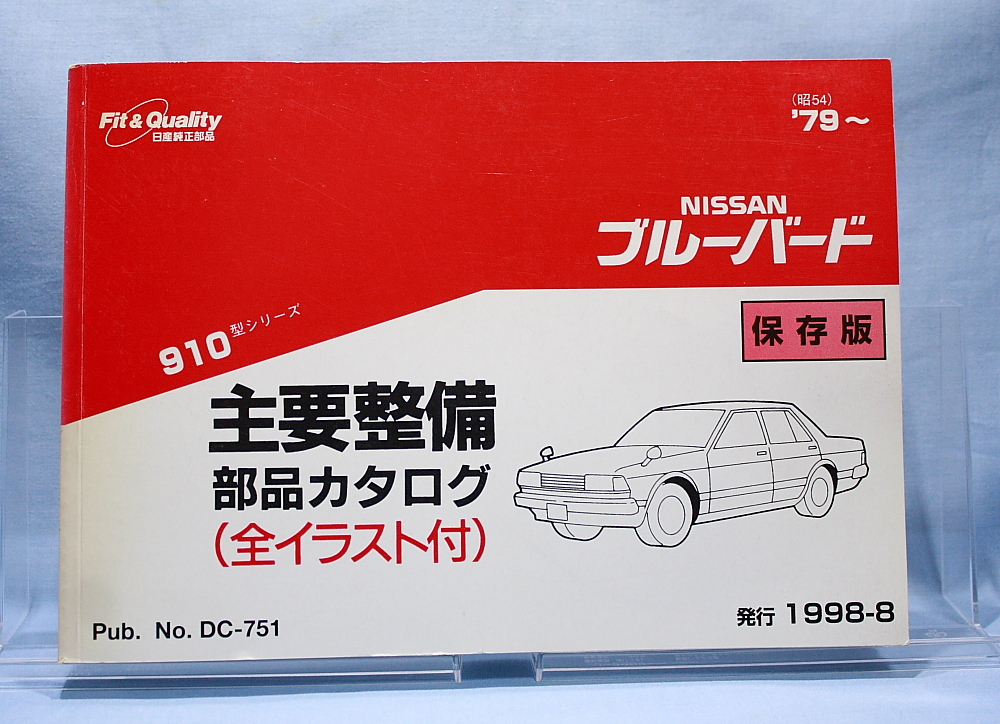 Fit & Quality
日産純正部品
(昭54)
'79～
NISSAN
ブルーバード
910型シリーズ
保存版
主要整備
部品カタログ
(全イラスト付)
Pub. No. DC-751
発行 1998-8